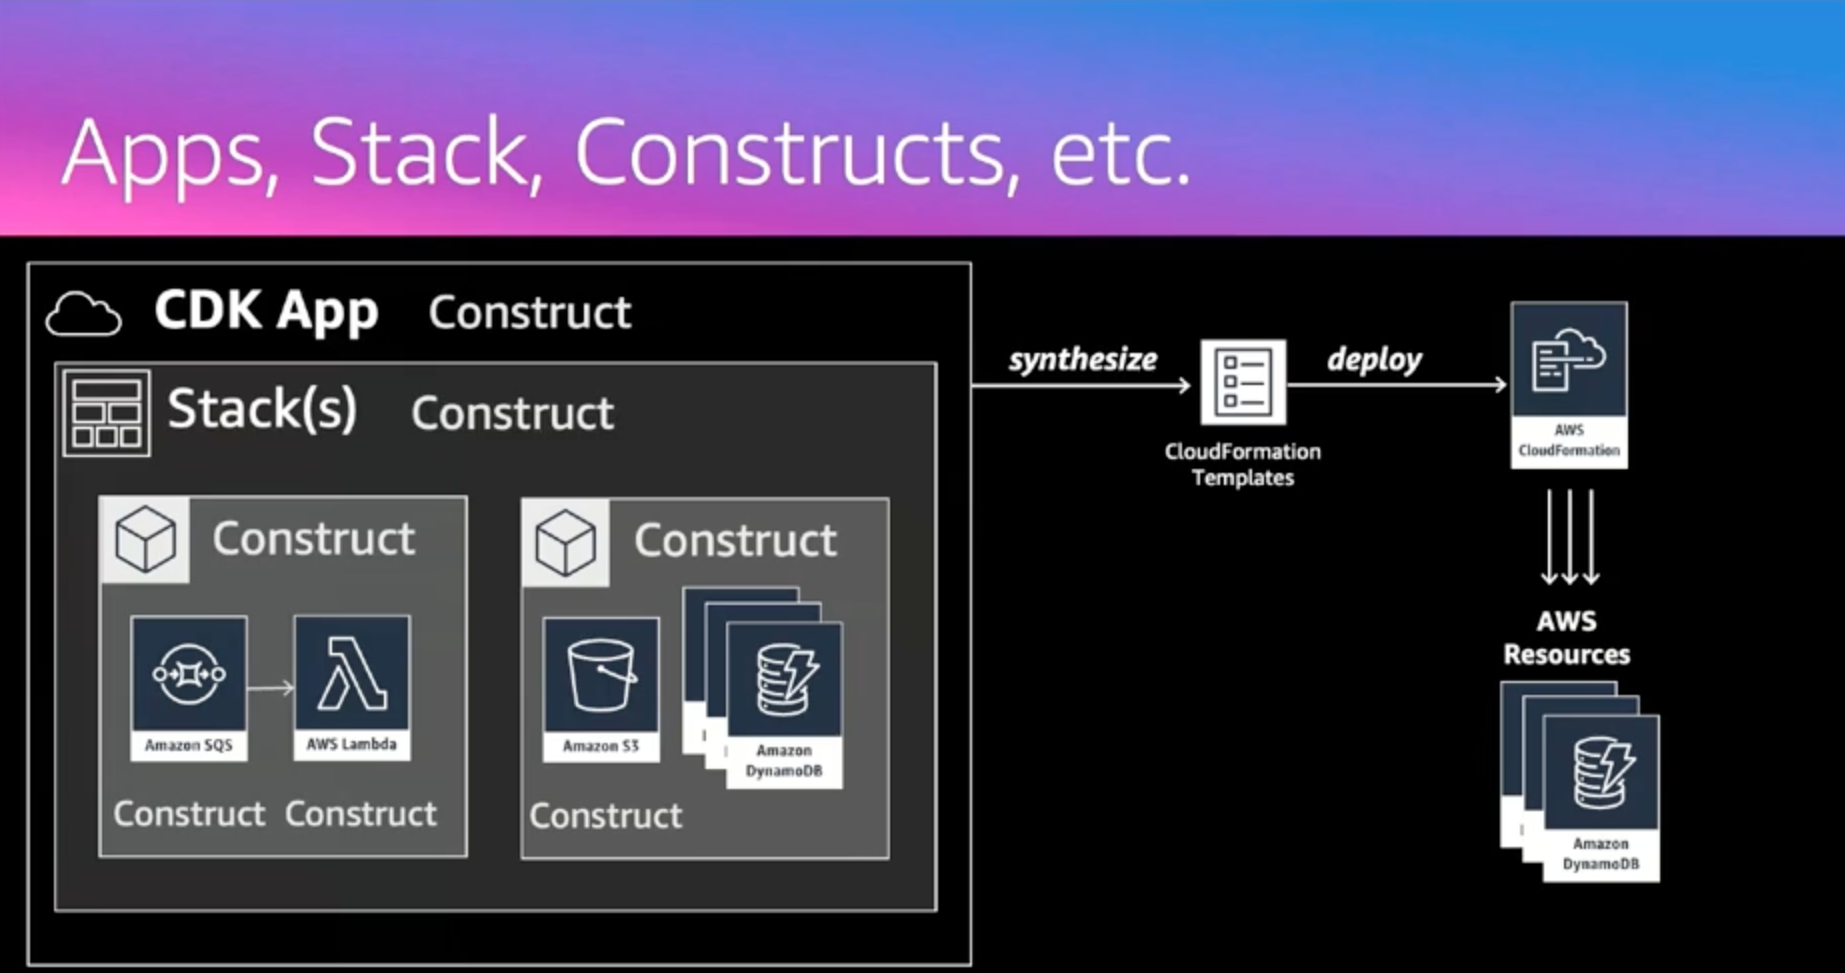 Apps, Stack, Constructs, etc.
CDK App Construct
Stack(s) Construct
Construct
Amazon SQS
AWS Lambda
Construct Construct
Construct
Amazon S3
Amazon
DynamoDB
Construct
synthesize
CloudFormation
Templates
deploy
AWS
CloudFormation
AWS
Resources
Amazon
DynamoDB